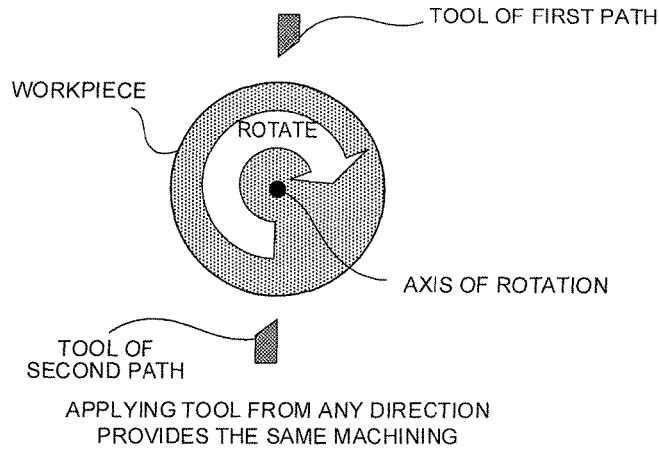 TOOL OF FIRST PATH
WORKPIECE
ROTATE
AXIS OF ROTATION
TOOL OF
SECOND PATH
APPLYING TOOL FROM ANY DIRECTION
PROVIDES THE SAME MACHINING